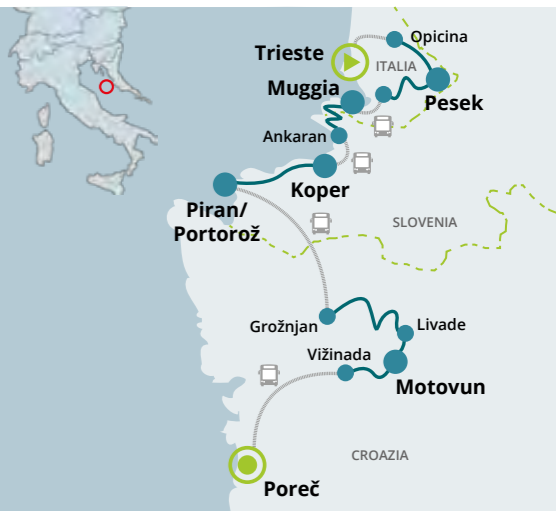 Opicina
Trieste
ITALIA
Muggia
Pesek
Ankaran
Koper
Piran/
Portorož
SLOVENIA
Grožnjan
Livade
Vižinada
Motovun
CROAZIA
Poreč